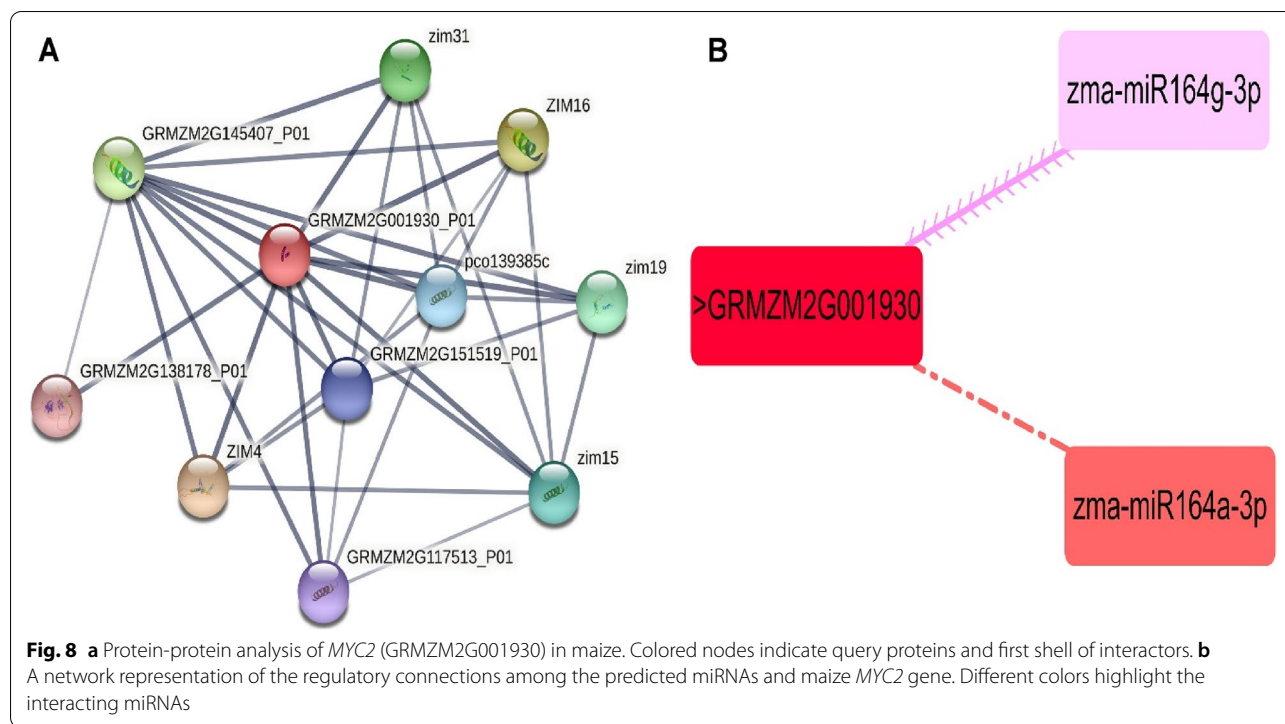 A
zim31
ZIM16
GRMZM2G145407_P01
GRMZM2G001930_P01
pco139385c
zim19
GRMZM2G151519_P01
GRMZM2G138178_P01
ZIM4
zim15
GRMZM2G117513_P01
B
zma-miR164g-3p
>GRMZM2G001930
zma-miR164a-3p
Fig. 8 a Protein-protein analysis of MYC2 (GRMZM2G001930) in maize. Colored nodes indicate query proteins and first shell of interactors. b
A network representation of the regulatory connections among the predicted miRNAs and maize MYC2 gene. Different colors highlight the
interacting miRNAs